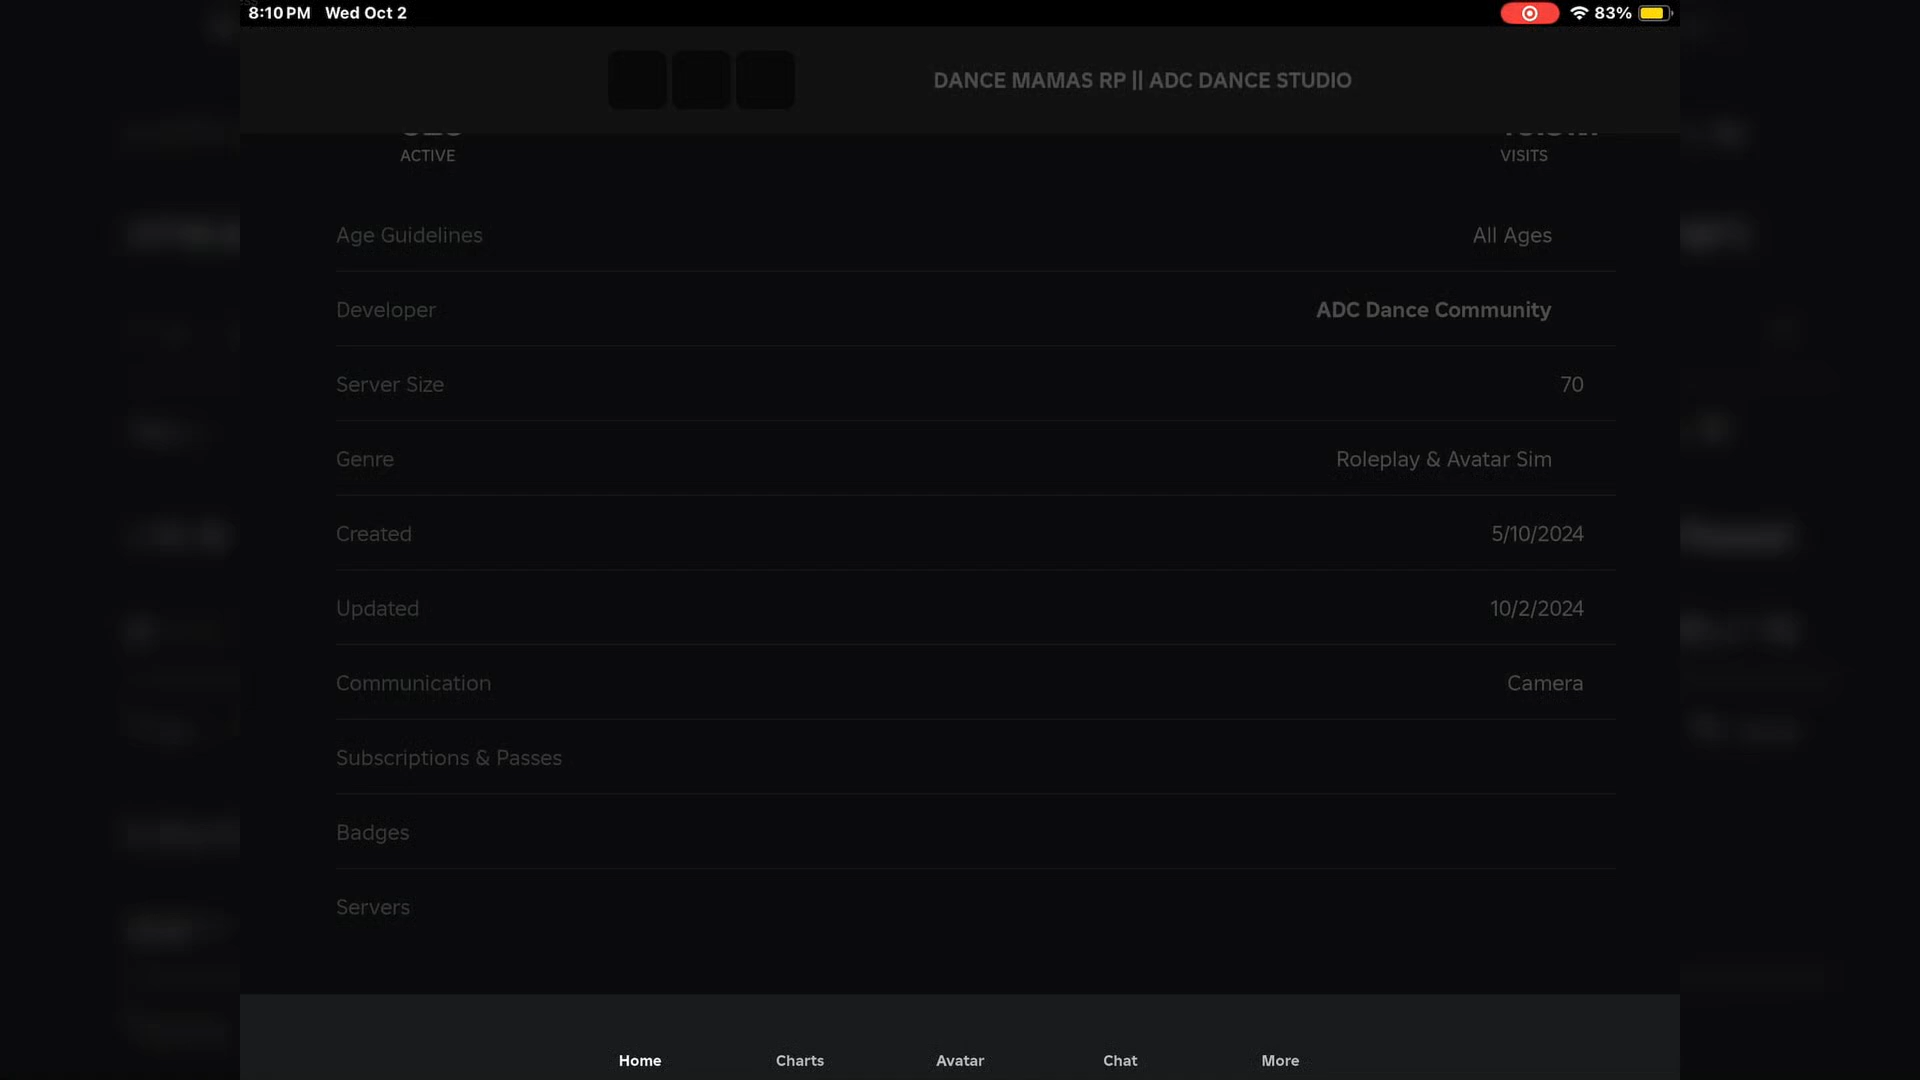 8:10 PM Wed Oct 2
83%
DANCE MAMAS RP || ADC DANCE STUDIO
ACTIVE
VISITS
Age Guidelines
All Ages
Developer
ADC Dance Community
Server Size
70
Genre
Roleplay & Avatar Sim
Created
5/10/2024
Updated
10/2/2024
Communication
Camera
Subscriptions & Passes
Badges
Servers
Home
Charts
Avatar
Chat
More